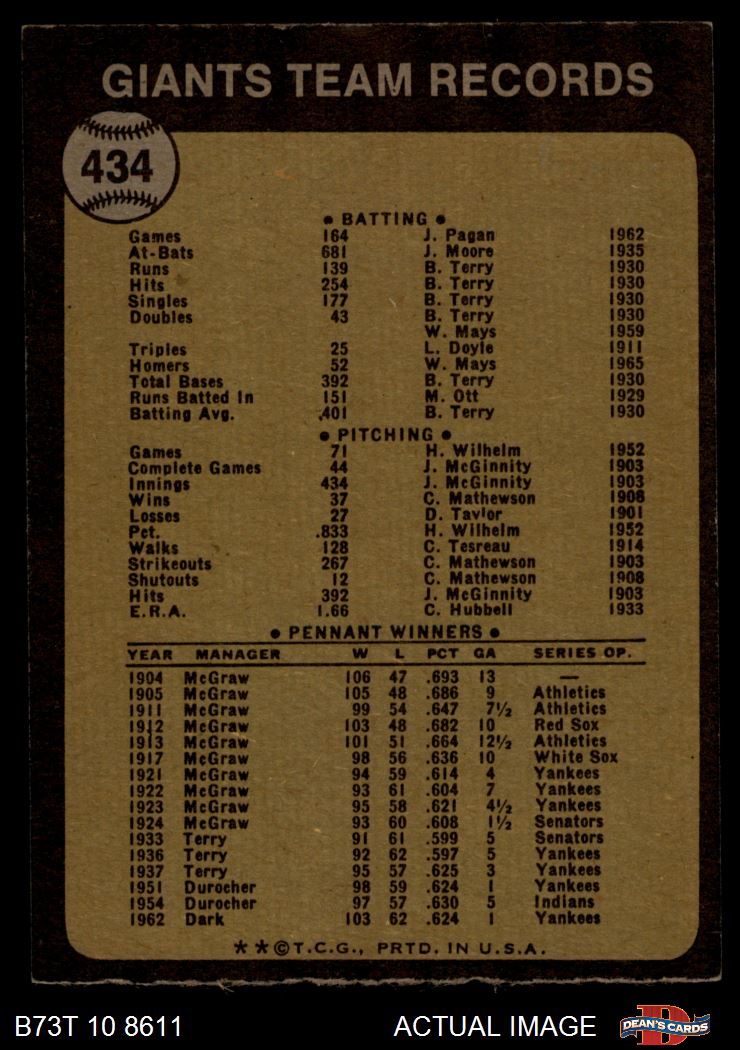 GIANTS TEAM RECORDS
434
● BATTING ●
Games 164 J. Pagan 1962
At-Bats 681 J. Moore 1935
Runs 139 B. Terry 1930
Hits 254 B. Terry 1930
Singles 177 B. Terry 1930
Doubles 43 B. Terry 1930
W. Mays 1959
Triples 25 L. Doyle 1911
Homers 52 W. Mays 1965
Total Bases 392 B. Terry 1930
Runs Batted In 151 M. Ott 1929
Batting Avg. .401 B. Terry 1930
● PITCHING ●
Games 71 H. Wilhelm 1952
Complete Games 44 J. McGinnity 1903
Innings 434 J. McGinnity 1903
Wins 37 C. Mathewson 1908
Losses 27 D. Taylor 1901
Pct. .833 H. Wilhelm 1952
Walks 128 C. Tesreau 1914
Strikeouts 267 C. Mathewson 1903
Shutouts 12 C. Mathewson 1908
Hits 392 J. McGinnity 1903
E.R.A. 1.66 C. Hubbell 1933
● PENNANT WINNERS ●
YEAR MANAGER W L PCT GA SERIES OP.
1904 McGraw 106 47 .693 13 —
1905 McGraw 105 48 .686 9 Athletics
1911 McGraw 99 54 .647 7½ Athletics
1912 McGraw 103 48 .682 10 Red Sox
1913 McGraw 101 51 .664 12½ Athletics
1917 McGraw 98 56 .636 10 White Sox
1921 McGraw 94 59 .614 4 Yankees
1922 McGraw 93 61 .604 7 Yankees
1923 McGraw 95 58 .621 4½ Yankees
1924 McGraw 93 60 .608 1½ Senators
1933 Terry 91 61 .599 5 Senators
1936 Terry 92 62 .597 5 Yankees
1937 Terry 95 57 .625 3 Yankees
1951 Durocher 98 59 .624 1 Yankees
1954 Durocher 97 57 .630 5 Indians
1962 Dark 103 62 .624 1 Yankees
★ ★ © T.C.G., PRTD. IN U.S.A.
B73T 10 8611 ACTUAL IMAGE D DEAN'S CARDS